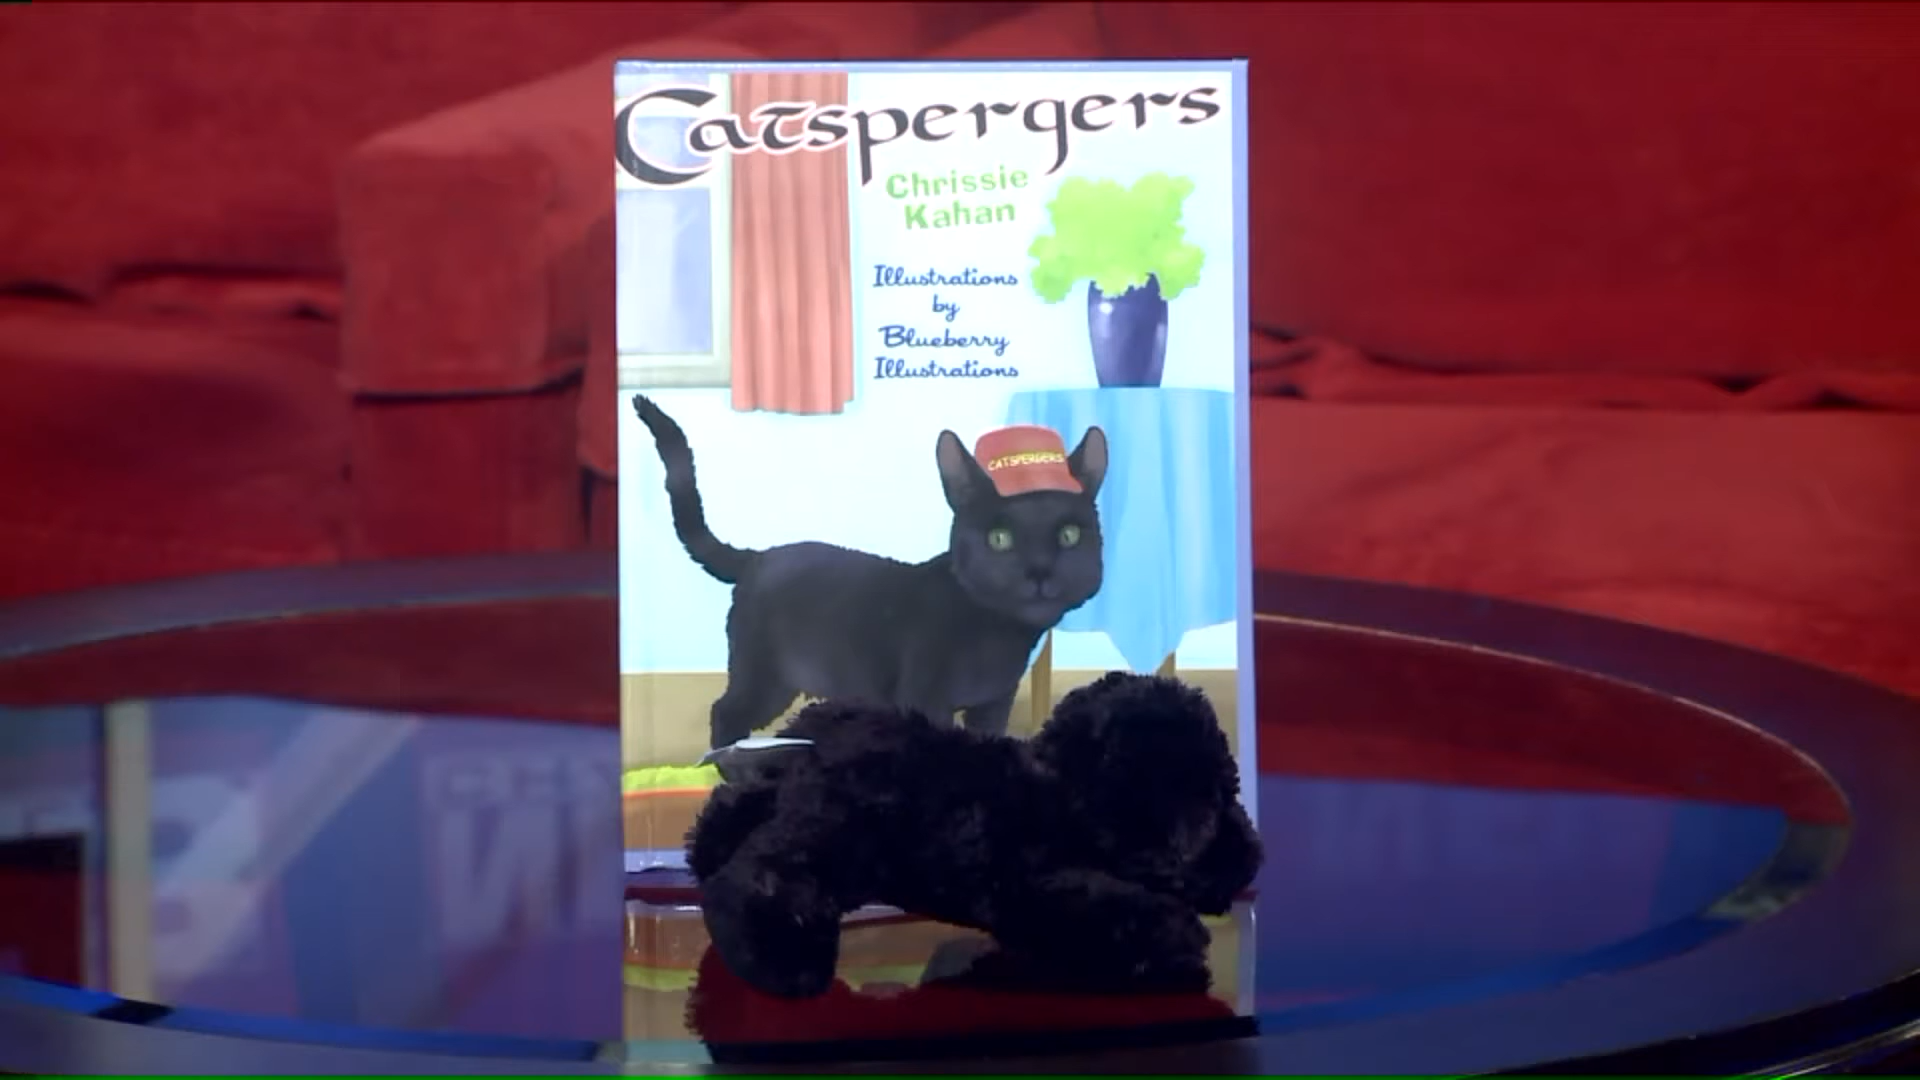 Catspergers
Chrissie
Kahan
Illustrations
by
Blueberry
Illustrations
CATSPERGERS